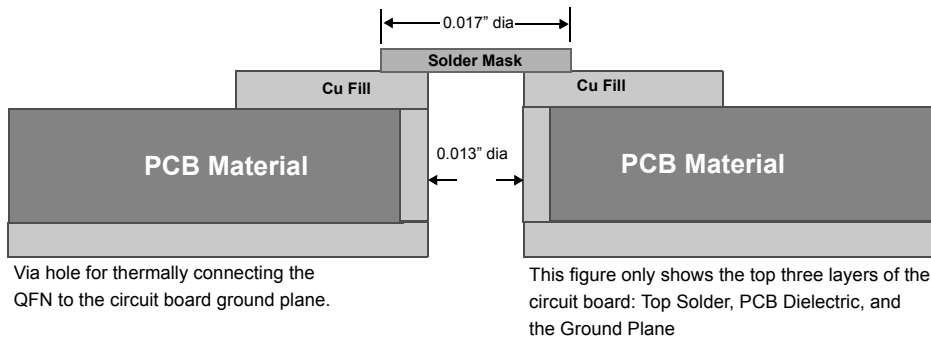 0.017” dia
Solder Mask
Cu Fill
Cu Fill
PCB Material
0.013” dia
PCB Material
Via hole for thermally connecting the
QFN to the circuit board ground plane.
This figure only shows the top three layers of the
circuit board: Top Solder, PCB Dielectric, and
the Ground Plane